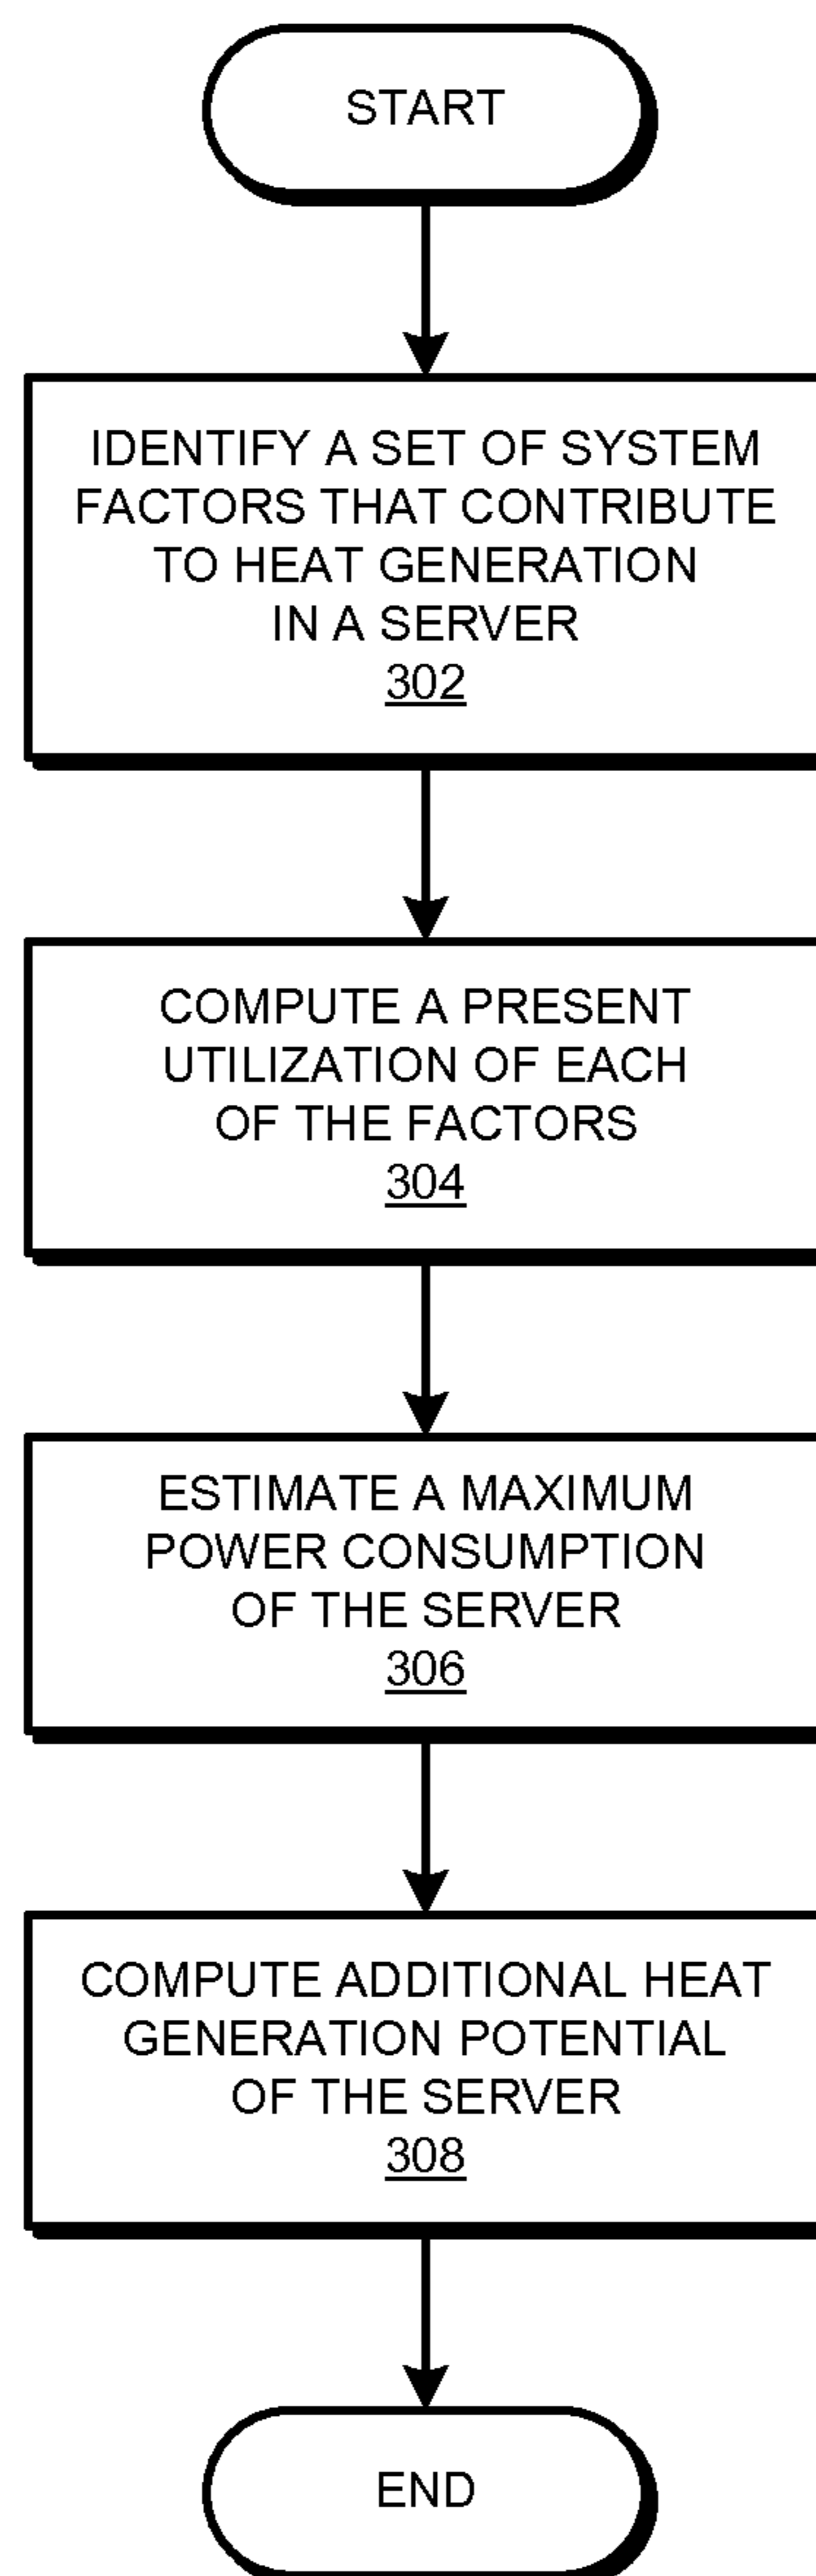 START
IDENTIFY A SET OF SYSTEM
FACTORS THAT CONTRIBUTE
TO HEAT GENERATION
IN A SERVER
302
COMPUTE A PRESENT
UTILIZATION OF EACH
OF THE FACTORS
304
ESTIMATE A MAXIMUM
POWER CONSUMPTION
OF THE SERVER
306
COMPUTE ADDITIONAL HEAT
GENERATION POTENTIAL
OF THE SERVER
308
END